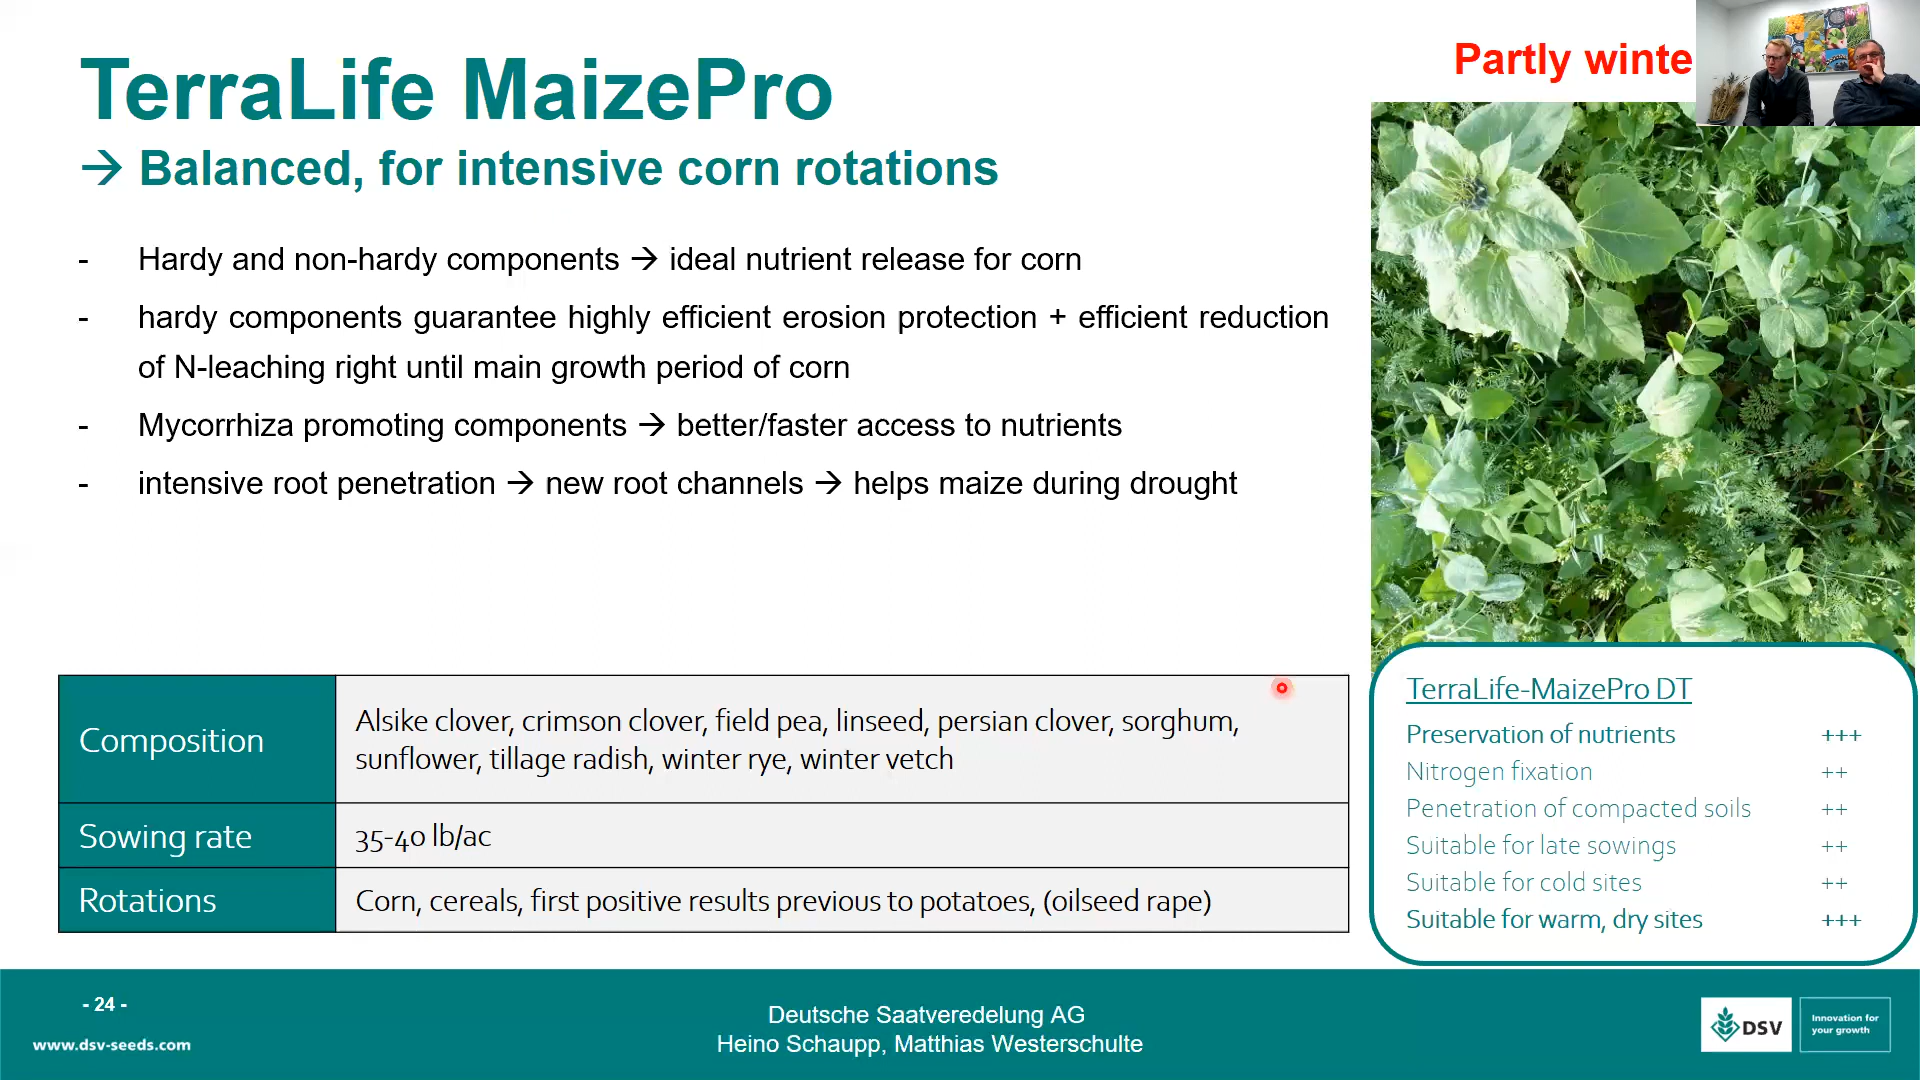 TerraLife MaizePro
→ Balanced, for intensive corn rotations
Partly winte
- Hardy and non-hardy components → ideal nutrient release for corn
- hardy components guarantee highly efficient erosion protection + efficient reduction
of N-leaching right until main growth period of corn
- Mycorrhiza promoting components → better/faster access to nutrients
- intensive root penetration → new root channels → helps maize during drought
Composition
Alsike clover, crimson clover, field pea, linseed, persian clover, sorghum,
sunflower, tillage radish, winter rye, winter vetch
Sowing rate
35-40 lb/ac
Rotations
Corn, cereals, first positive results previous to potatoes, (oilseed rape)
TerraLife-MaizePro DT
Preservation of nutrients +++
Nitrogen fixation ++
Penetration of compacted soils ++
Suitable for late sowings ++
Suitable for cold sites ++
Suitable for warm, dry sites +++
- 24 -
www.dsv-seeds.com
Deutsche Saatveredelung AG
Heino Schaupp, Matthias Westerschulte
DSV
Innovation for
your growth